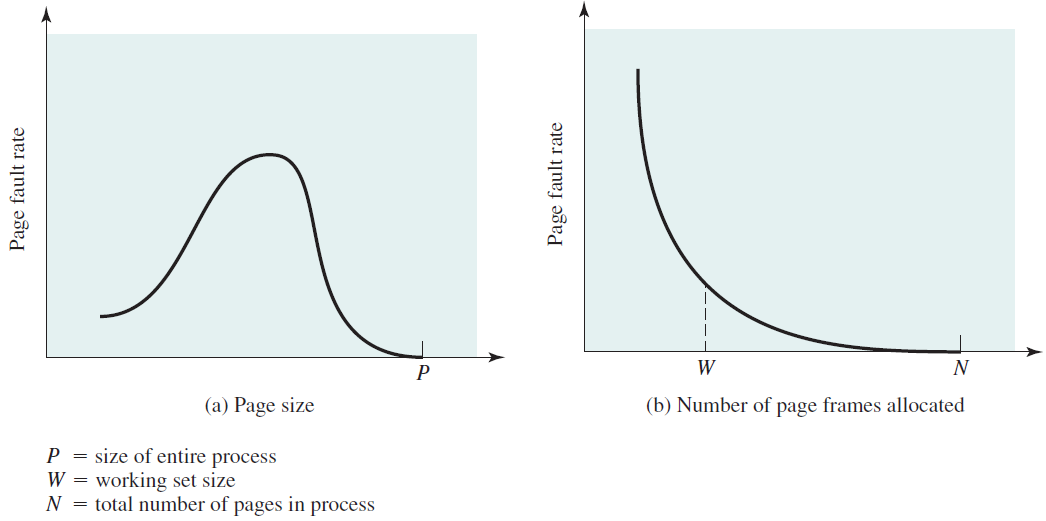 Page fault rate
P
(a) Page size
Page fault rate
W
N
(b) Number of page frames allocated
P = size of entire process
W = working set size
N = total number of pages in process